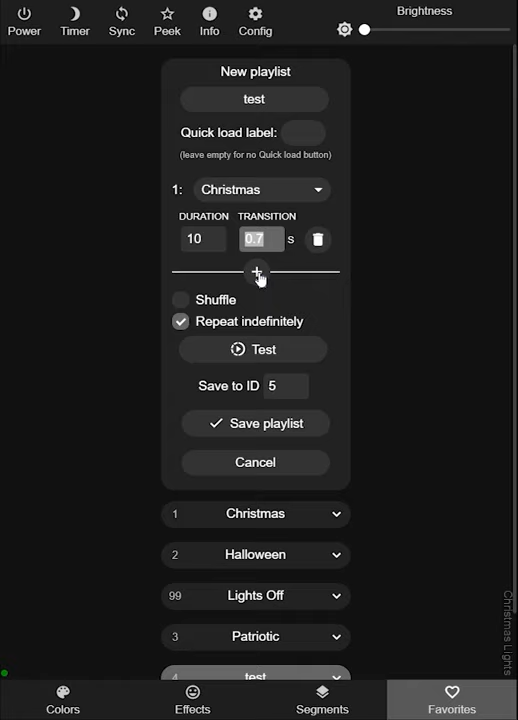 Power Timer Sync Peek Info Config Brightness
New playlist
test
Quick load label:
(leave empty for no Quick load button)
1: Christmas
DURATION TRANSITION
10 0.7 s
Shuffle
Repeat indefinitely
Test
Save to ID 5
Save playlist
Cancel
1 Christmas
2 Halloween
99 Lights Off
3 Patriotic
4 test
Christmas Lights
Colors Effects Segments Favorites